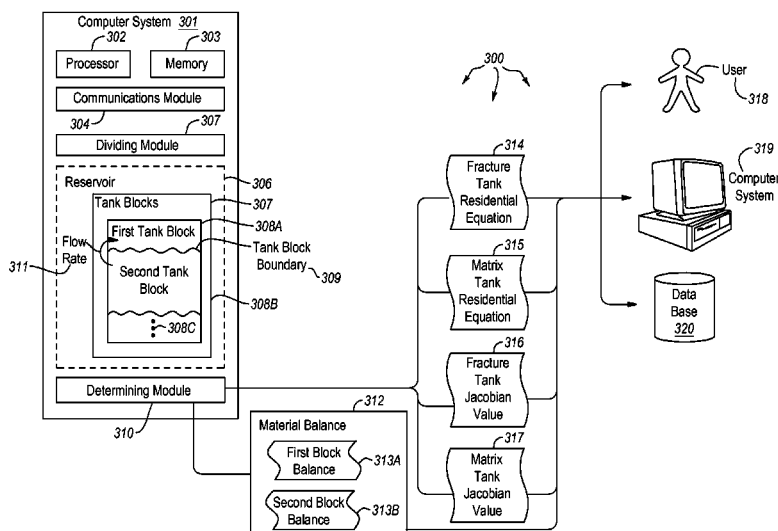 Computer System 301
302
303
Processor
Memory
Communications Module
304
307
Dividing Module
306
Reservoir
307
Tank Blocks
308A
First Tank Block
Flow
Rate
311
Tank Block
Boundary
309
Second Tank
Block
308B
308C
Determining Module
310
312
Material Balance
First Block
Balance
313A
Second Block
Balance
313B
300
314
Fracture
Tank
Residential
Equation
315
Matrix
Tank
Residential
Equation
316
Fracture
Tank
Jacobian
Value
317
Matrix
Tank
Jacobian
Value
User
318
319
Computer
System
Data
Base
320